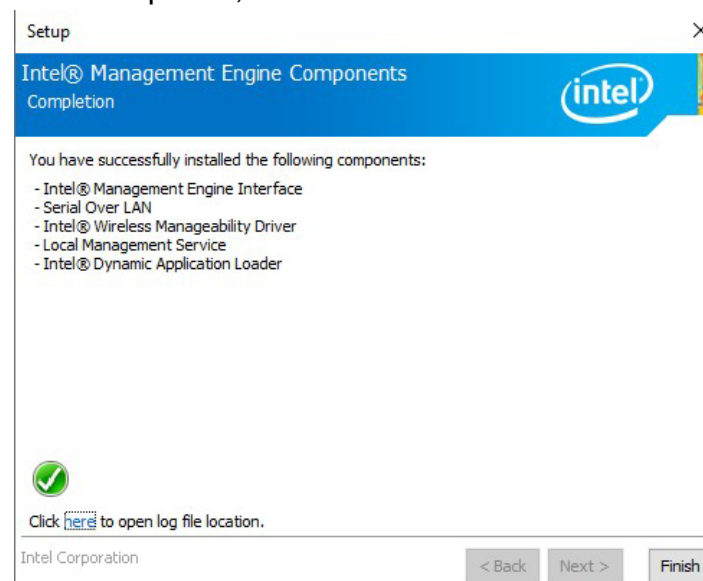 Setup
Intel® Management Engine Components
Completion
intel
You have successfully installed the following components:
- Intel® Management Engine Interface
- Serial Over LAN
- Intel® Wireless Manageability Driver
- Local Management Service
- Intel® Dynamic Application Loader
Click here to open log file location.
Intel Corporation
< Back Next > Finish